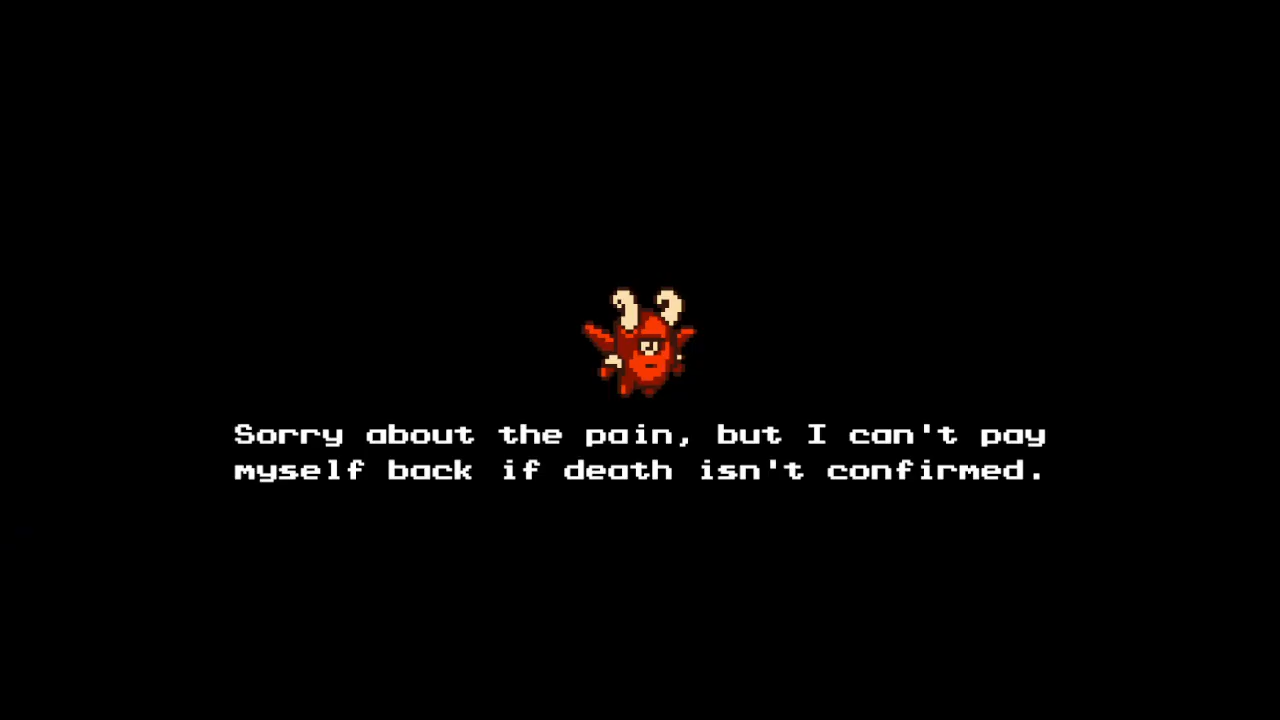 Sorry about the pain, but I can't pay
myself back if death isn't confirmed.